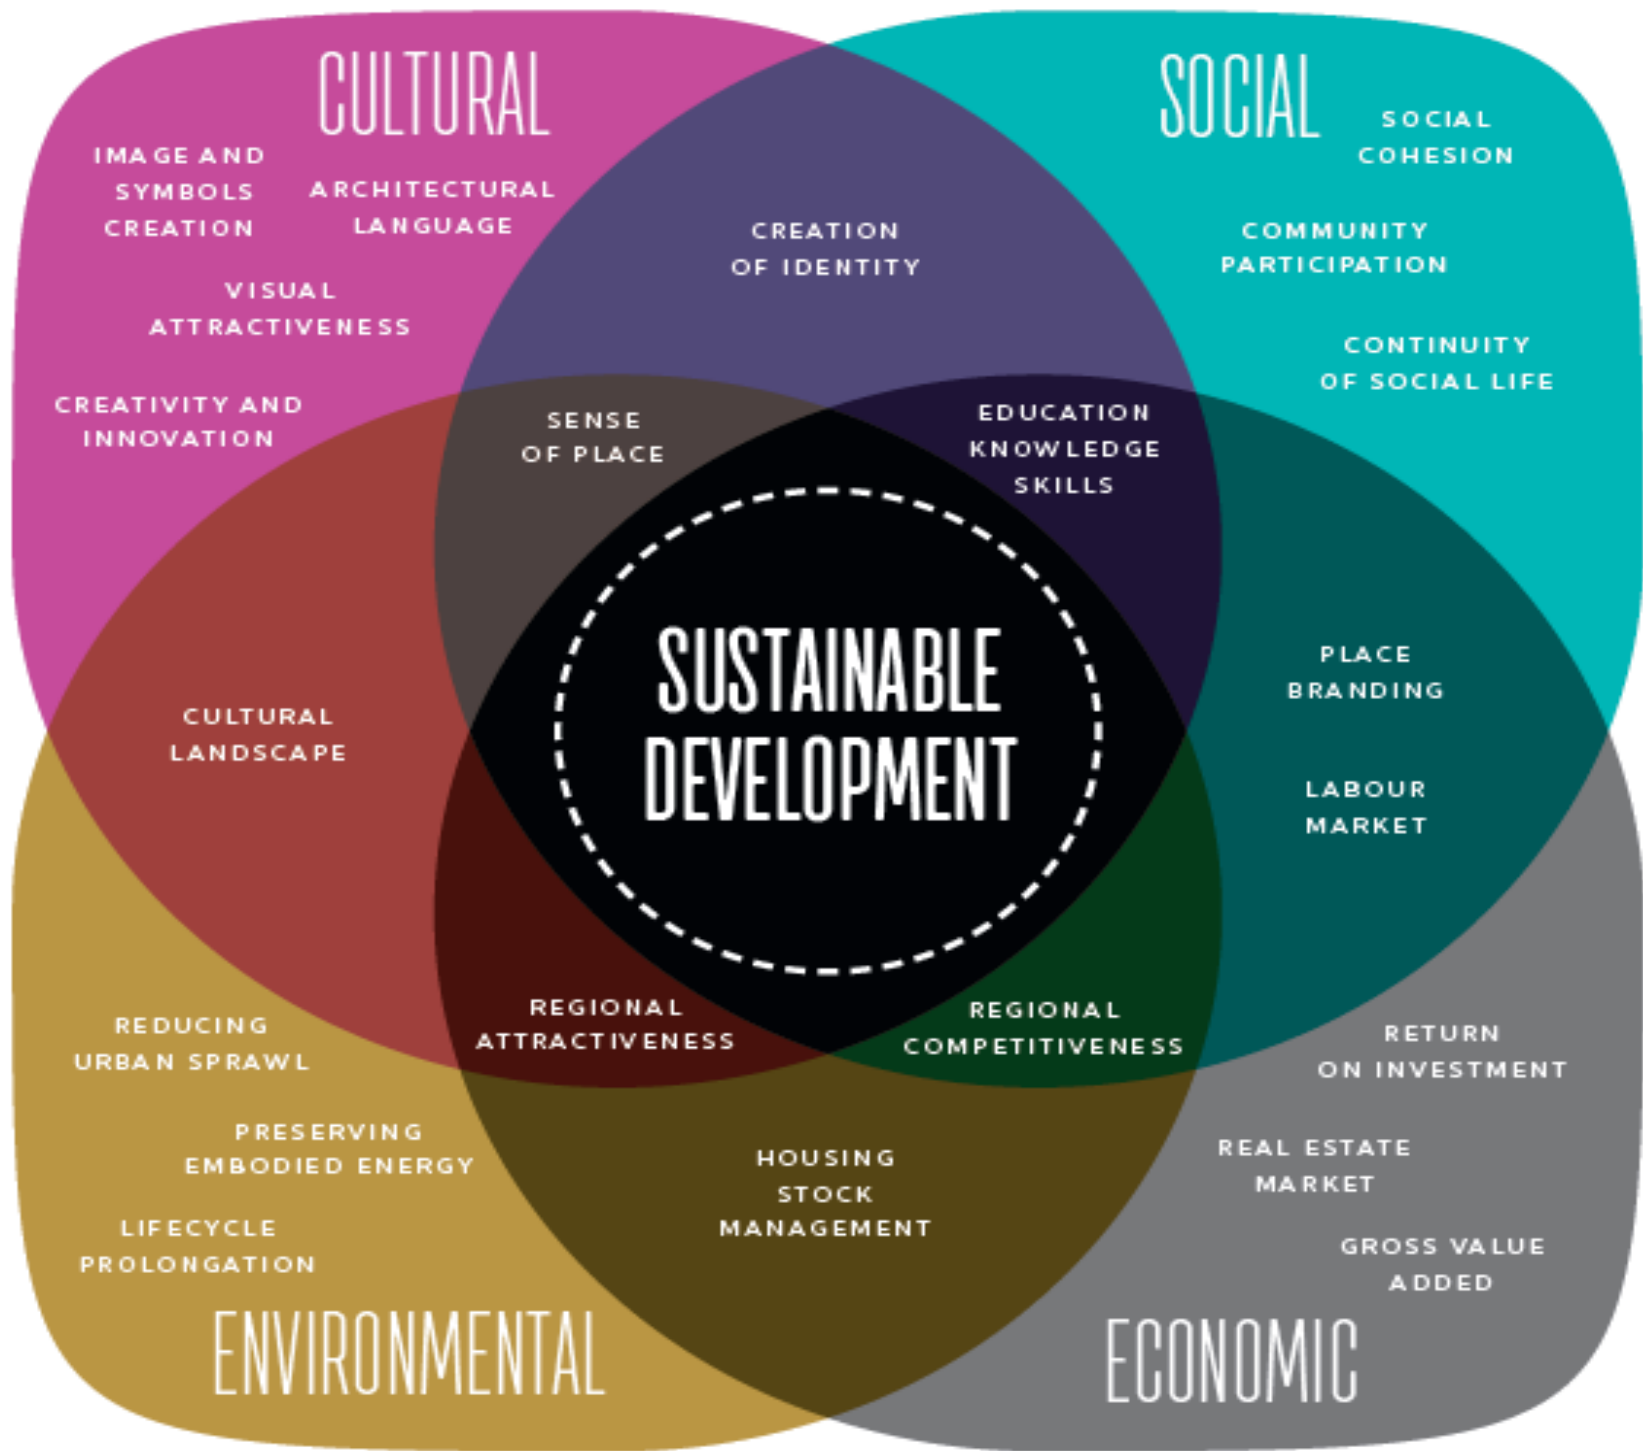 CULTURAL
IMAGE AND
SYMBOLS
CREATION
ARCHITECTURAL
LANGUAGE
VISUAL
ATTRACTIVENESS
CREATIVITY AND
INNOVATION
CREATION
OF IDENTITY
SOCIAL
SOCIAL
COHESION
COMMUNITY
PARTICIPATION
CONTINUITY
OF SOCIAL LIFE
SENSE
OF PLACE
EDUCATION
KNOWLEDGE
SKILLS
CULTURAL
LANDSCAPE
SUSTAINABLE
DEVELOPMENT
PLACE
BRANDING
LABOUR
MARKET
REGIONAL
ATTRACTIVENESS
REGIONAL
COMPETITIVENESS
REDUCING
URBAN SPRAWL
PRESERVING
EMBODIED ENERGY
LIFECYCLE
PROLONGATION
ENVIRONMENTAL
HOUSING
STOCK
MANAGEMENT
RETURN
ON INVESTMENT
REAL ESTATE
MARKET
GROSS VALUE
ADDED
ECONOMIC